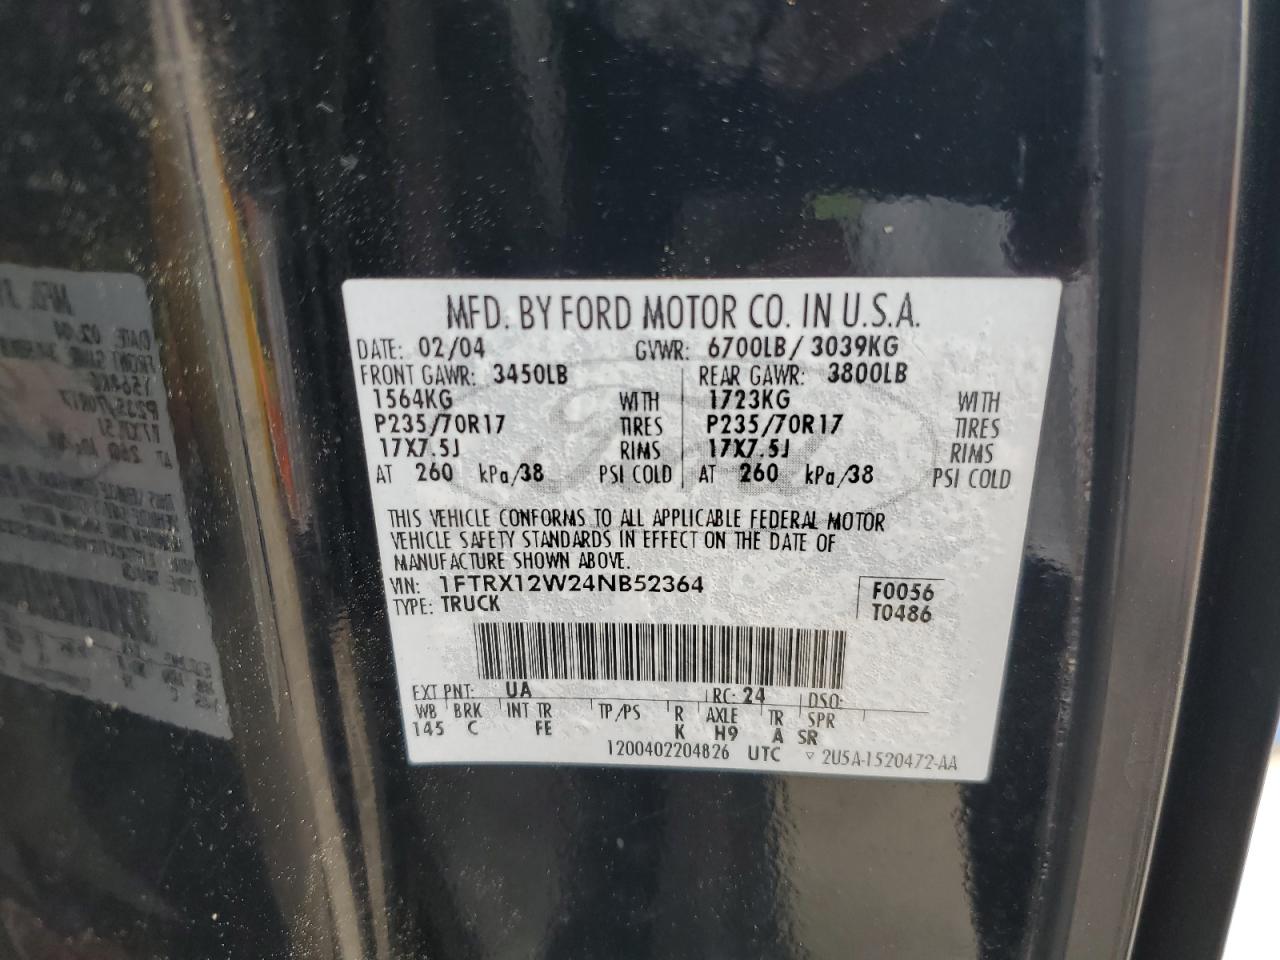 MFD. BY FORD MOTOR CO. IN U.S.A.
DATE: 02/04 GVWR: 6700LB/ 3039KG
FRONT GAWR: 3450LB REAR GAWR: 3800LB
1564KG WITH 1723KG WITH
P235/70R17 TIRES P235/70R17 TIRES
17X7.5J RIMS 17X7.5J RIMS
AT 260 kPa/38 PSI COLD AT 260 kPa/38 PSI COLD
THIS VEHICLE CONFORMS TO ALL APPLICABLE FEDERAL MOTOR
VEHICLE SAFETY STANDARDS IN EFFECT ON THE DATE OF
MANUFACTURE SHOWN ABOVE.
VIN: 1FTRX12W24NB52364 F0056
TYPE: TRUCK T0486
EXT PNT: UA RC: 24 DSO:
WB BRK INT TR TP/PS R AXLE TR SPR
145 C FE K H9 A SR
1200402204826 UTC ▽ 2U5A-1520472-AA